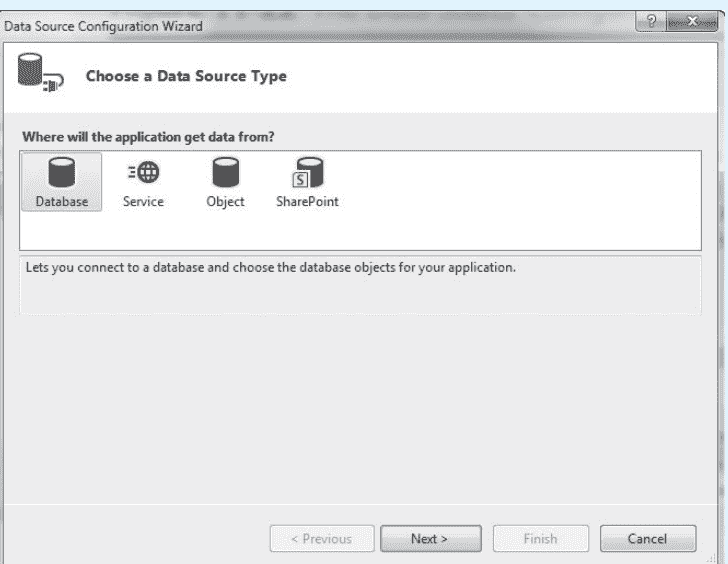 Data Source Configuration Wizard
?
Choose a Data Source Type
Where will the application get data from?
Database Service Object SharePoint
S
Lets you connect to a database and choose the database objects for your application.
< Previous Next > Finish Cancel